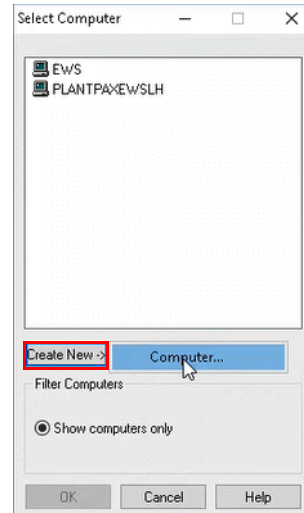 Select Computer
EWS
PLANTPAXEWSLH
Create New -> Computer...
Filter Computers
Show computers only
OK Cancel Help